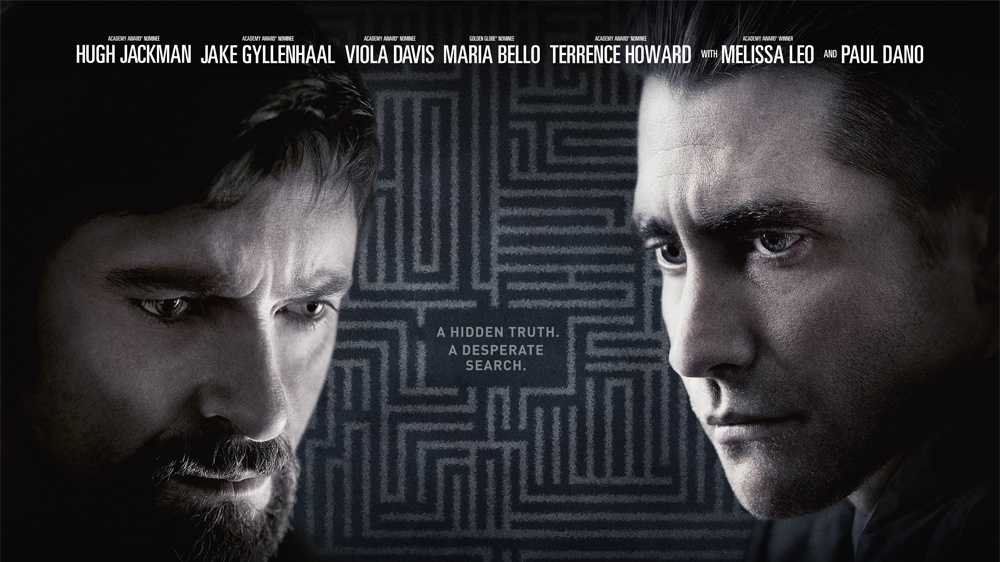 ACADEMY AWARD® NOMINEE ACADEMY AWARD® NOMINEE ACADEMY AWARD® NOMINEE GOLDEN GLOBE® NOMINEE ACADEMY AWARD® NOMINEE ACADEMY AWARD® WINNER
HUGH JACKMAN JAKE GYLLENHAAL VIOLA DAVIS MARIA BELLO TERRENCE HOWARD WITH MELISSA LEO AND PAUL DANO
A HIDDEN TRUTH.
A DESPERATE
SEARCH.